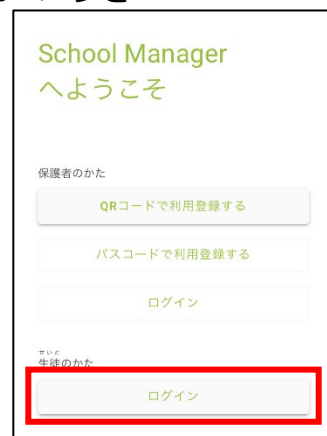 School Manager
へようこそ
保護者のかた
QRコードで利用登録する
パスコードで利用登録する
ログイン
せいと
生徒のかた
ログイン